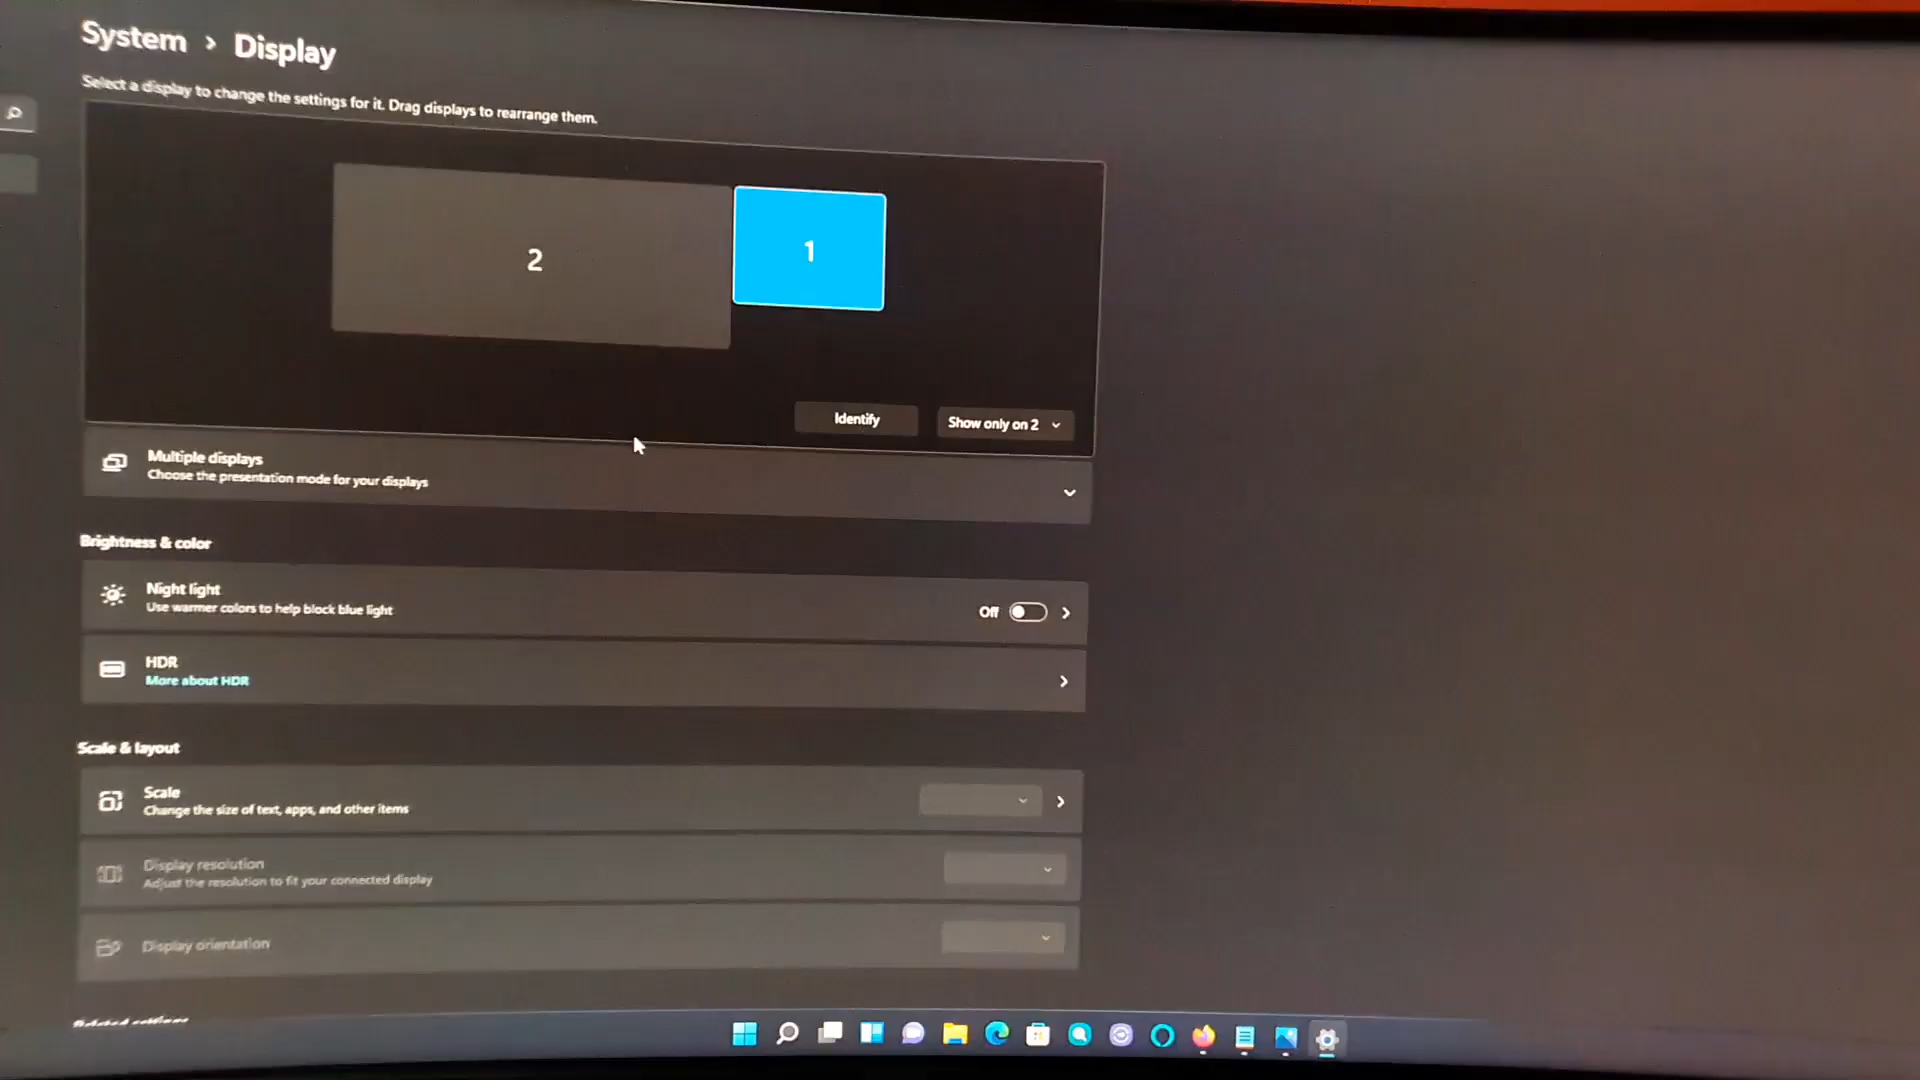 System › Display
Select a display to change the settings for it. Drag displays to rearrange them.
2
1
Identify
Show only on 2
Multiple displays
Choose the presentation mode for your displays
Brightness & color
Night light
Use warmer colors to help block blue light
Off
HDR
More about HDR
Scale & layout
Scale
Change the size of text, apps, and other items
Display resolution
Adjust the resolution to fit your connected display
Display orientation
Related settings